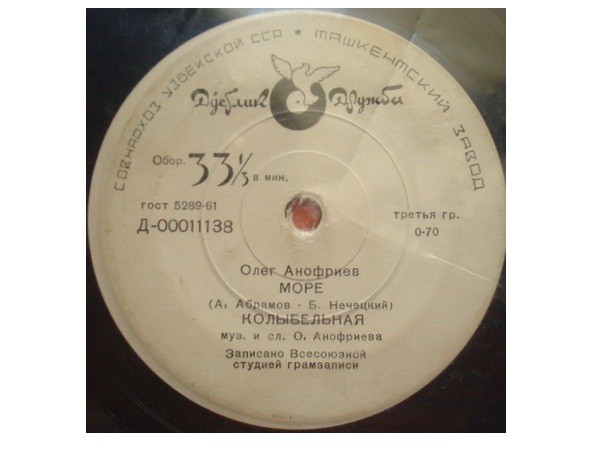 СОВНАРХОЗ УЗБЕКСКОЙ ССР ★ ТАШКЕНТСКИЙ ЗАВОД
Дўстлик Дружба
Обор. 33⅓ в мин.
гост 5289-61
Д-00011138
третья гр.
0-70
Олег Анофриев
МОРЕ
(А. Абрамов - Б. Нечецкий)
КОЛЫБЕЛЬНАЯ
муз. и сл. О. Анофриева
Записано Всесоюзной
студией грамзаписи